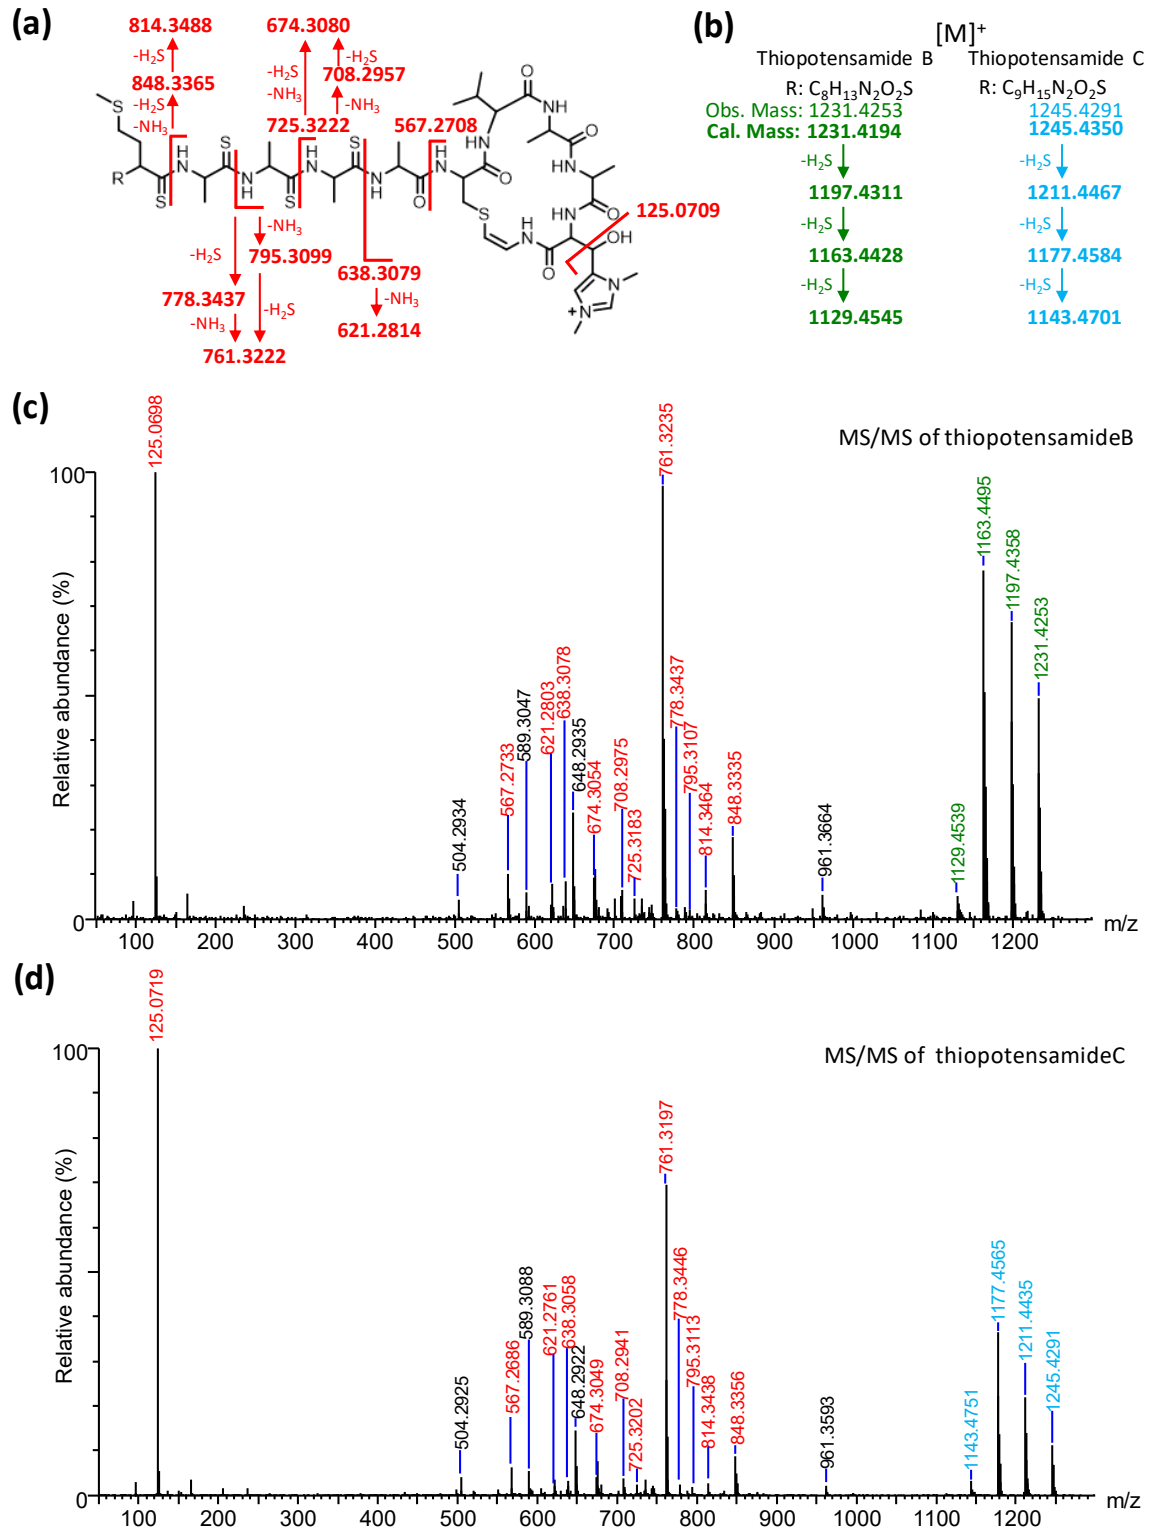 (a)
814.3488
-H₂S
848.3365
-H₂S
-NH₃
674.3080
-H₂S
-NH₃
-H₂S
708.2957
-NH₃
725.3222
567.2708
S
R
S
H
N
S
N
H
H
N
S
H
N
S
N
H
O
H
N
S
HN
O
O
NH
O
HN
O
HN
O
NH
OH
N
N
+
125.0709
-H₂S
-NH₃
795.3099
778.3437
-NH₃
-H₂S
761.3222
638.3079
-NH₃
621.2814
(b)
[M]⁺
Thiopotensamide B
Thiopotensamide C
R: C₈H₁₃N₂O₂S
R: C₉H₁₅N₂O₂S
Obs. Mass: 1231.4253
1245.4291
Cal. Mass: 1231.4194
1245.4350
-H₂S
-H₂S
1197.4311
1211.4467
-H₂S
-H₂S
1163.4428
1177.4584
-H₂S
-H₂S
1129.4545
1143.4701
(c)
MS/MS of thiopotensamideB
Relative abundance (%)
100
0
125.0698
504.2934
567.2733
589.3047
621.2803
638.3078
648.2935
674.3054
708.2975
725.3183
761.3235
778.3437
795.3107
814.3464
848.3335
961.3664
1129.4539
1163.4495
1197.4358
1231.4253
100 200 300 400 500 600 700 800 900 1000 1100 1200
m/z
(d)
MS/MS of thiopotensamideC
Relative abundance (%)
100
0
125.0719
504.2925
567.2686
589.3088
621.2761
638.3058
648.2922
674.3049
708.2941
725.3202
761.3197
778.3446
795.3113
814.3438
848.3356
961.3593
1143.4751
1177.4565
1211.4435
1245.4291
100 200 300 400 500 600 700 800 900 1000 1100 1200
m/z